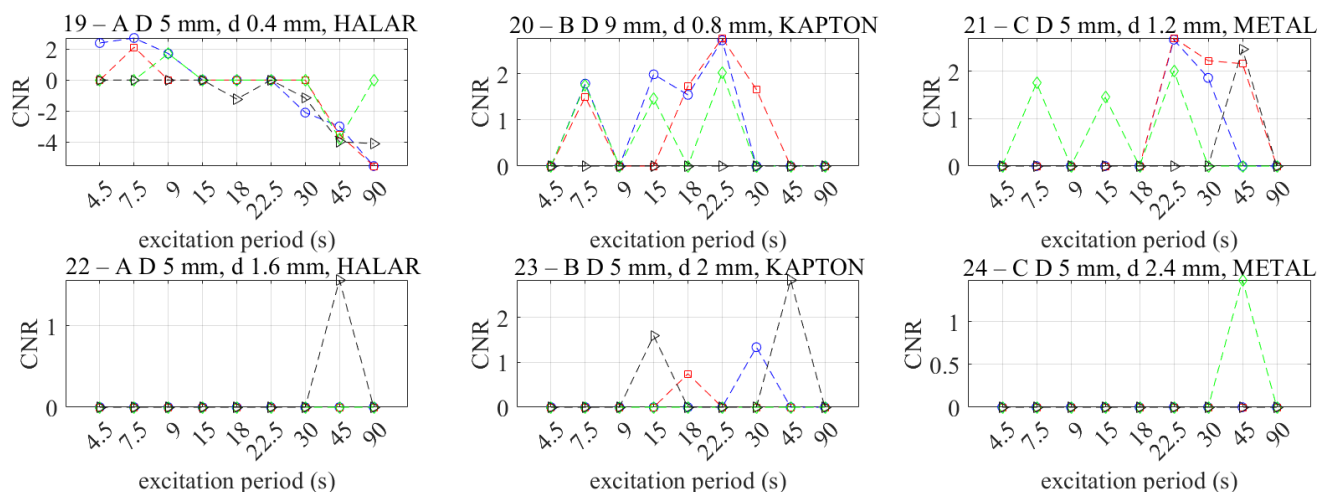 19 – A D 5 mm, d 0.4 mm, HALAR
CNR
2
0
-2
-4
4.5 7.5 9 15 18 22.5 30 45 90
excitation period (s)
20 – B D 9 mm, d 0.8 mm, KAPTON
CNR
2
1
0
4.5 7.5 9 15 18 22.5 30 45 90
excitation period (s)
21 – C D 5 mm, d 1.2 mm, METAL
CNR
2
1
0
4.5 7.5 9 15 18 22.5 30 45 90
excitation period (s)
22 – A D 5 mm, d 1.6 mm, HALAR
CNR
1
0
4.5 7.5 9 15 18 22.5 30 45 90
excitation period (s)
23 – B D 5 mm, d 2 mm, KAPTON
CNR
2
1
0
4.5 7.5 9 15 18 22.5 30 45 90
excitation period (s)
24 – C D 5 mm, d 2.4 mm, METAL
CNR
1
0.5
0
4.5 7.5 9 15 18 22.5 30 45 90
excitation period (s)